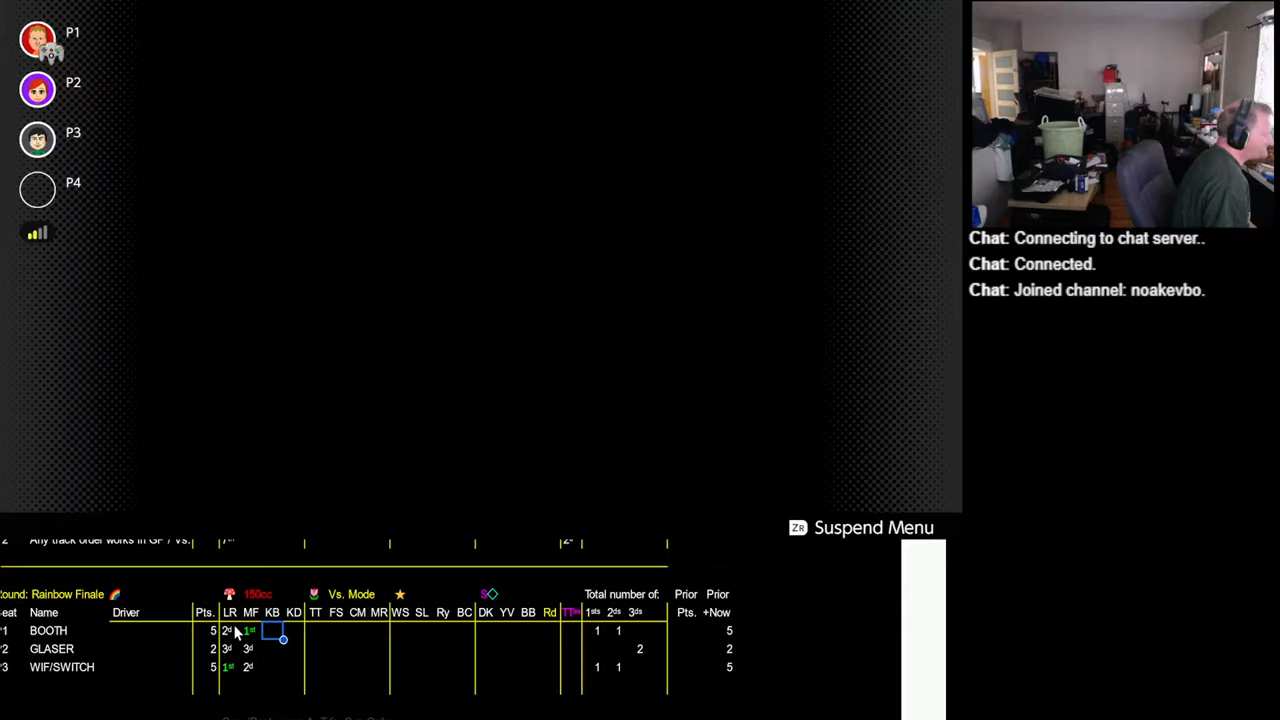 P1
P2
P3
P4
Chat: Connecting to chat server..
Chat: Connected.
Chat: Joined channel: noakevbo.
ZR Suspend Menu
2 Any track order works in GP / Vs. 7th 2d
ound: Rainbow Finale 🌈 🍄 150cc 🌷 Vs. Mode ⭐ S◇ Total number of: Prior Prior
eat Name Driver Pts. LR MF KB KD TT FS CM MR WS SL Ry BC DK YV BB Rd 1sts 2ds 3ds Pts. +Now
#1 BOOTH 5 2d 1st 1 1 5
#2 GLASER 2 3d 3d 2 2
#3 WIF/SWITCH 5 1st 2d 1 1 5